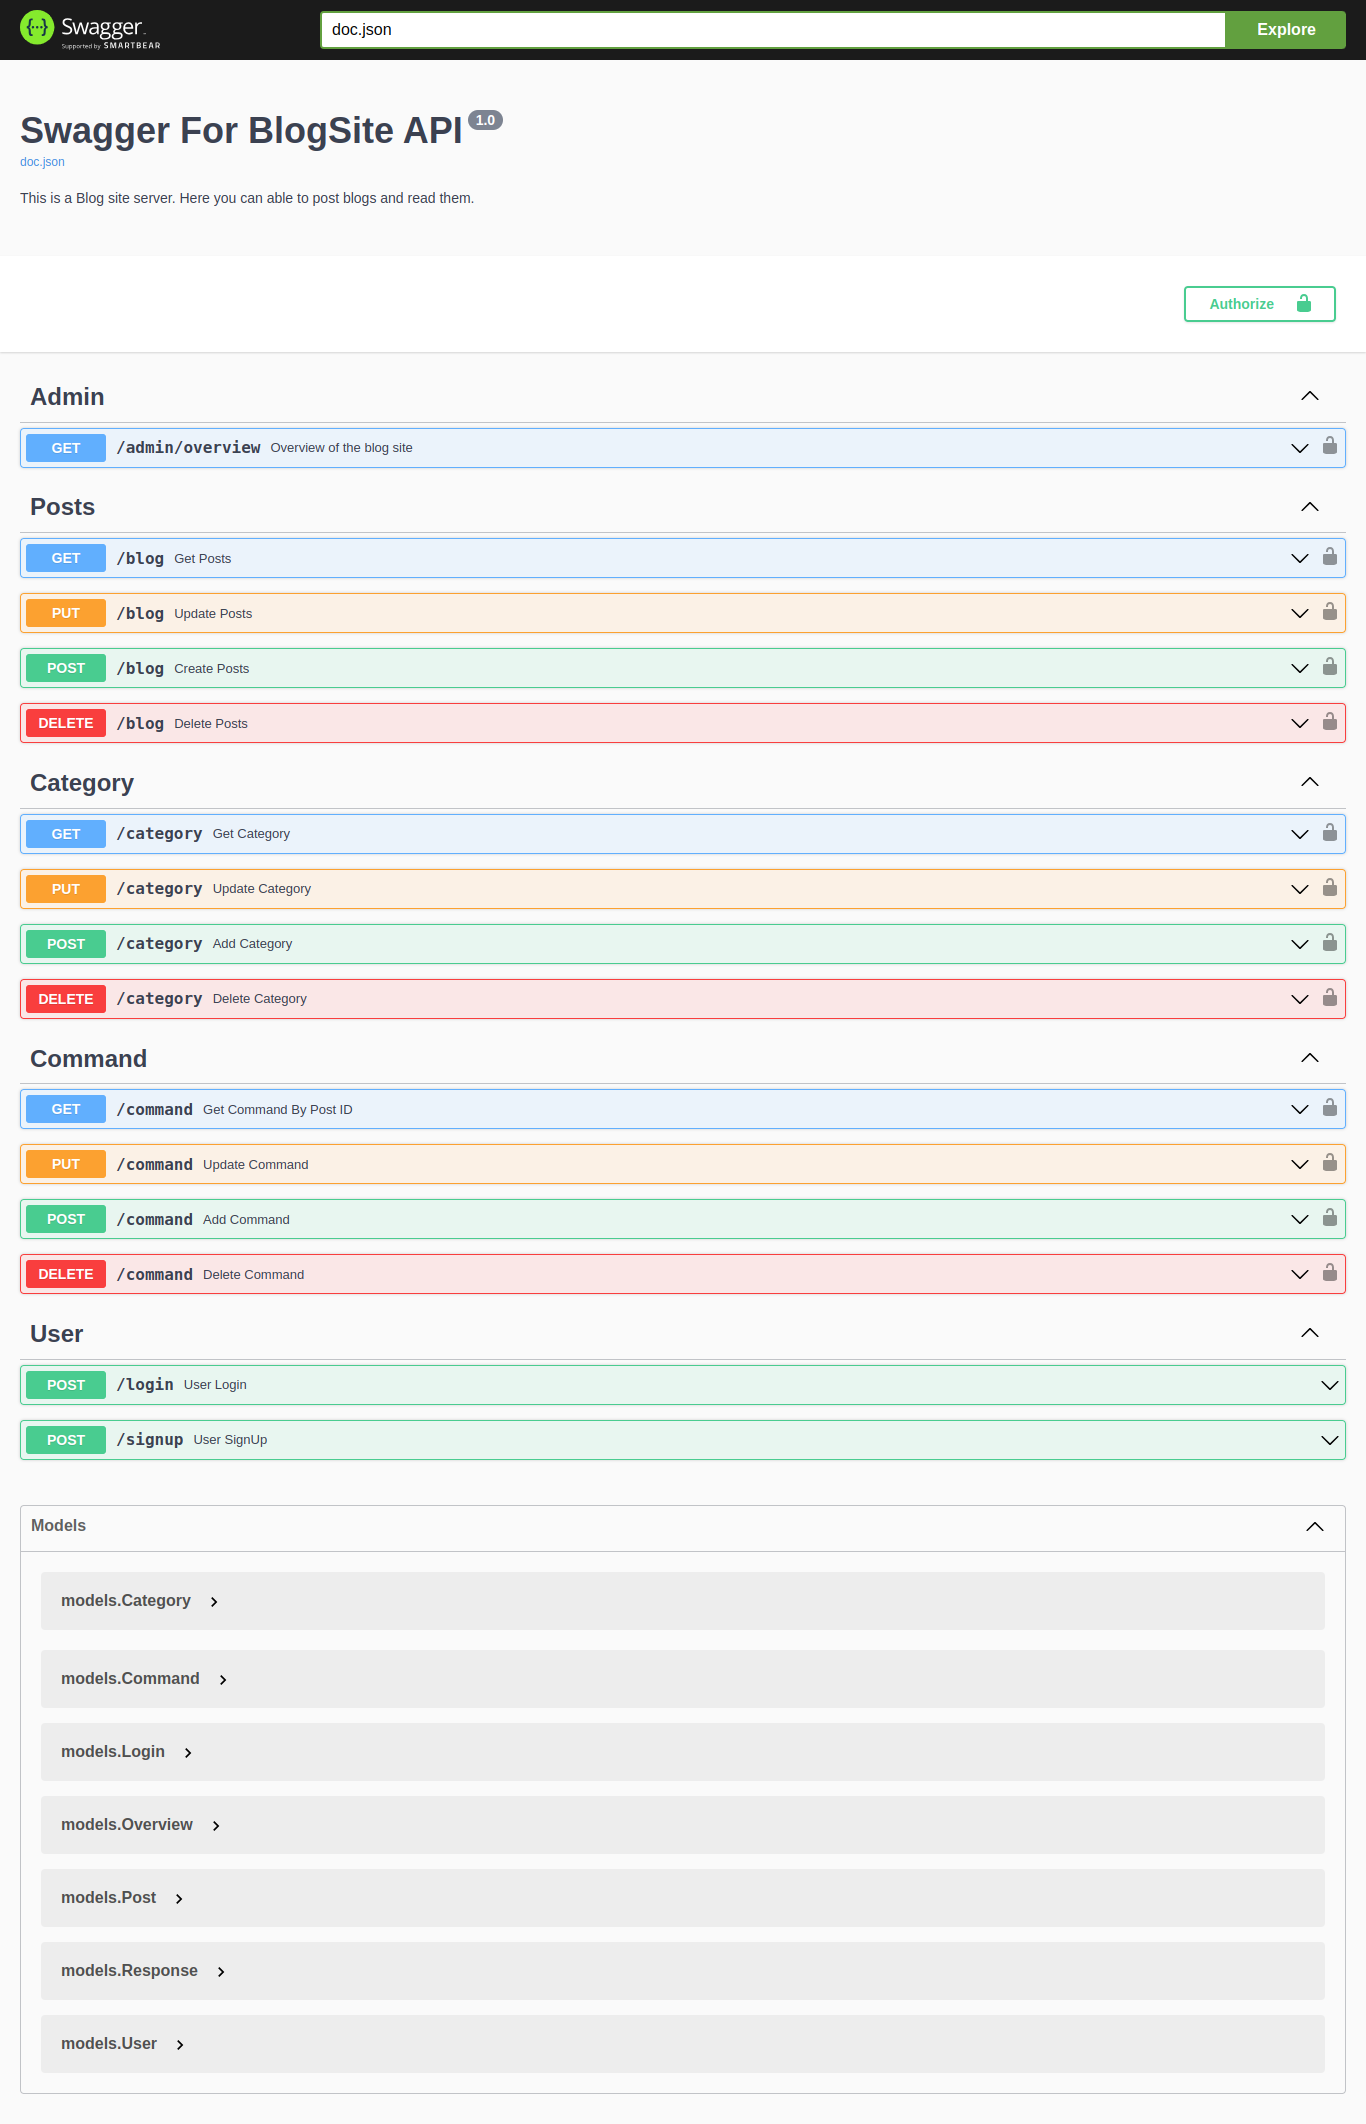 Swagger
Supported by SMARTBEAR
doc.json
Explore
Swagger For BlogSite API 1.0
doc.json
This is a Blog site server. Here you can able to post blogs and read them.
Authorize
Admin
GET /admin/overview Overview of the blog site
Posts
GET /blog Get Posts
PUT /blog Update Posts
POST /blog Create Posts
DELETE /blog Delete Posts
Category
GET /category Get Category
PUT /category Update Category
POST /category Add Category
DELETE /category Delete Category
Command
GET /command Get Command By Post ID
PUT /command Update Command
POST /command Add Command
DELETE /command Delete Command
User
POST /login User Login
POST /signup User SignUp
Models
models.Category
models.Command
models.Login
models.Overview
models.Post
models.Response
models.User